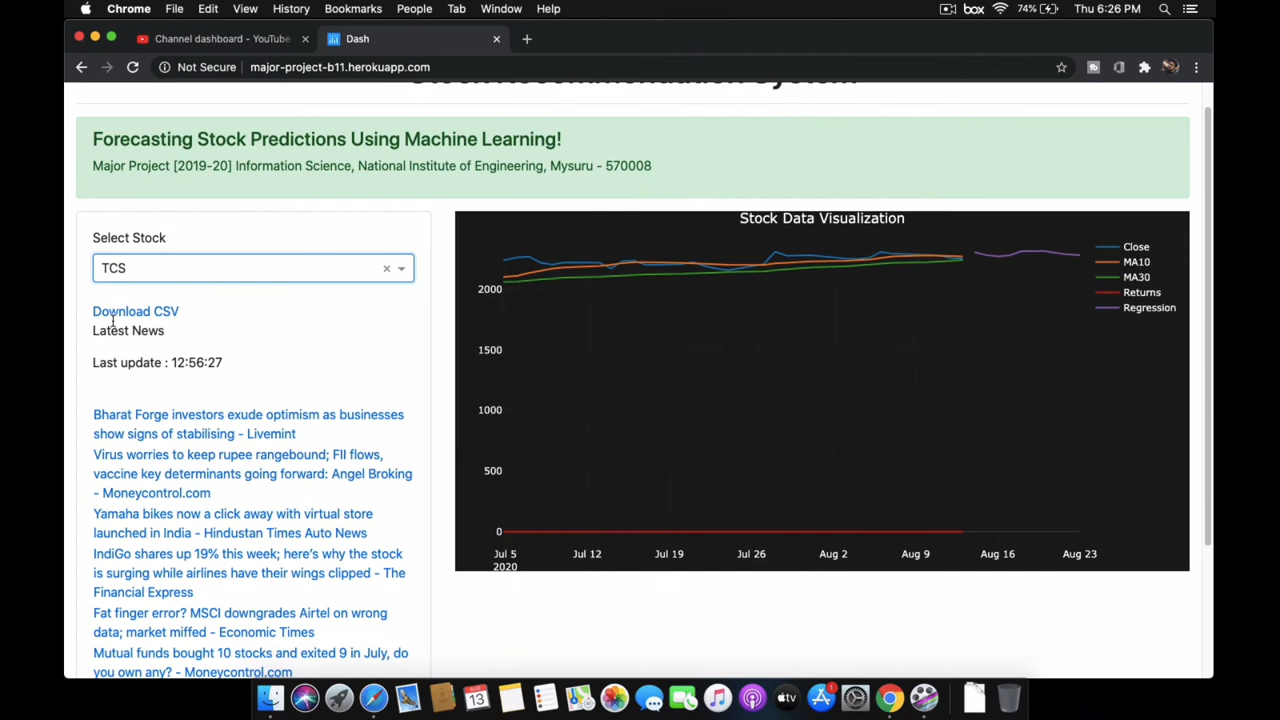 Chrome File Edit View History Bookmarks People Tab Window Help box 74% Thu 6:26 PM
Channel dashboard - YouTube Dash
Not Secure major-project-b11.herokuapp.com
Stock Recommendation System
Forecasting Stock Predictions Using Machine Learning!
Major Project [2019-20] Information Science, National Institute of Engineering, Mysuru - 570008
Select Stock
TCS
Download CSV
Latest News
Last update : 12:56:27
Bharat Forge investors exude optimism as businesses
show signs of stabilising - Livemint
Virus worries to keep rupee rangebound; FII flows,
vaccine key determinants going forward: Angel Broking
- Moneycontrol.com
Yamaha bikes now a click away with virtual store
launched in India - Hindustan Times Auto News
IndiGo shares up 19% this week; here's why the stock
is surging while airlines have their wings clipped - The
Financial Express
Fat finger error? MSCI downgrades Airtel on wrong
data; market miffed - Economic Times
Mutual funds bought 10 stocks and exited 9 in July, do
you own any? - Moneycontrol.com
Stock Data Visualization
Close
MA10
MA30
Returns
Regression
2000
1500
1000
500
0
Jul 5 Jul 12 Jul 19 Jul 26 Aug 2 Aug 9 Aug 16 Aug 23
2020
AUG
13
tv
1